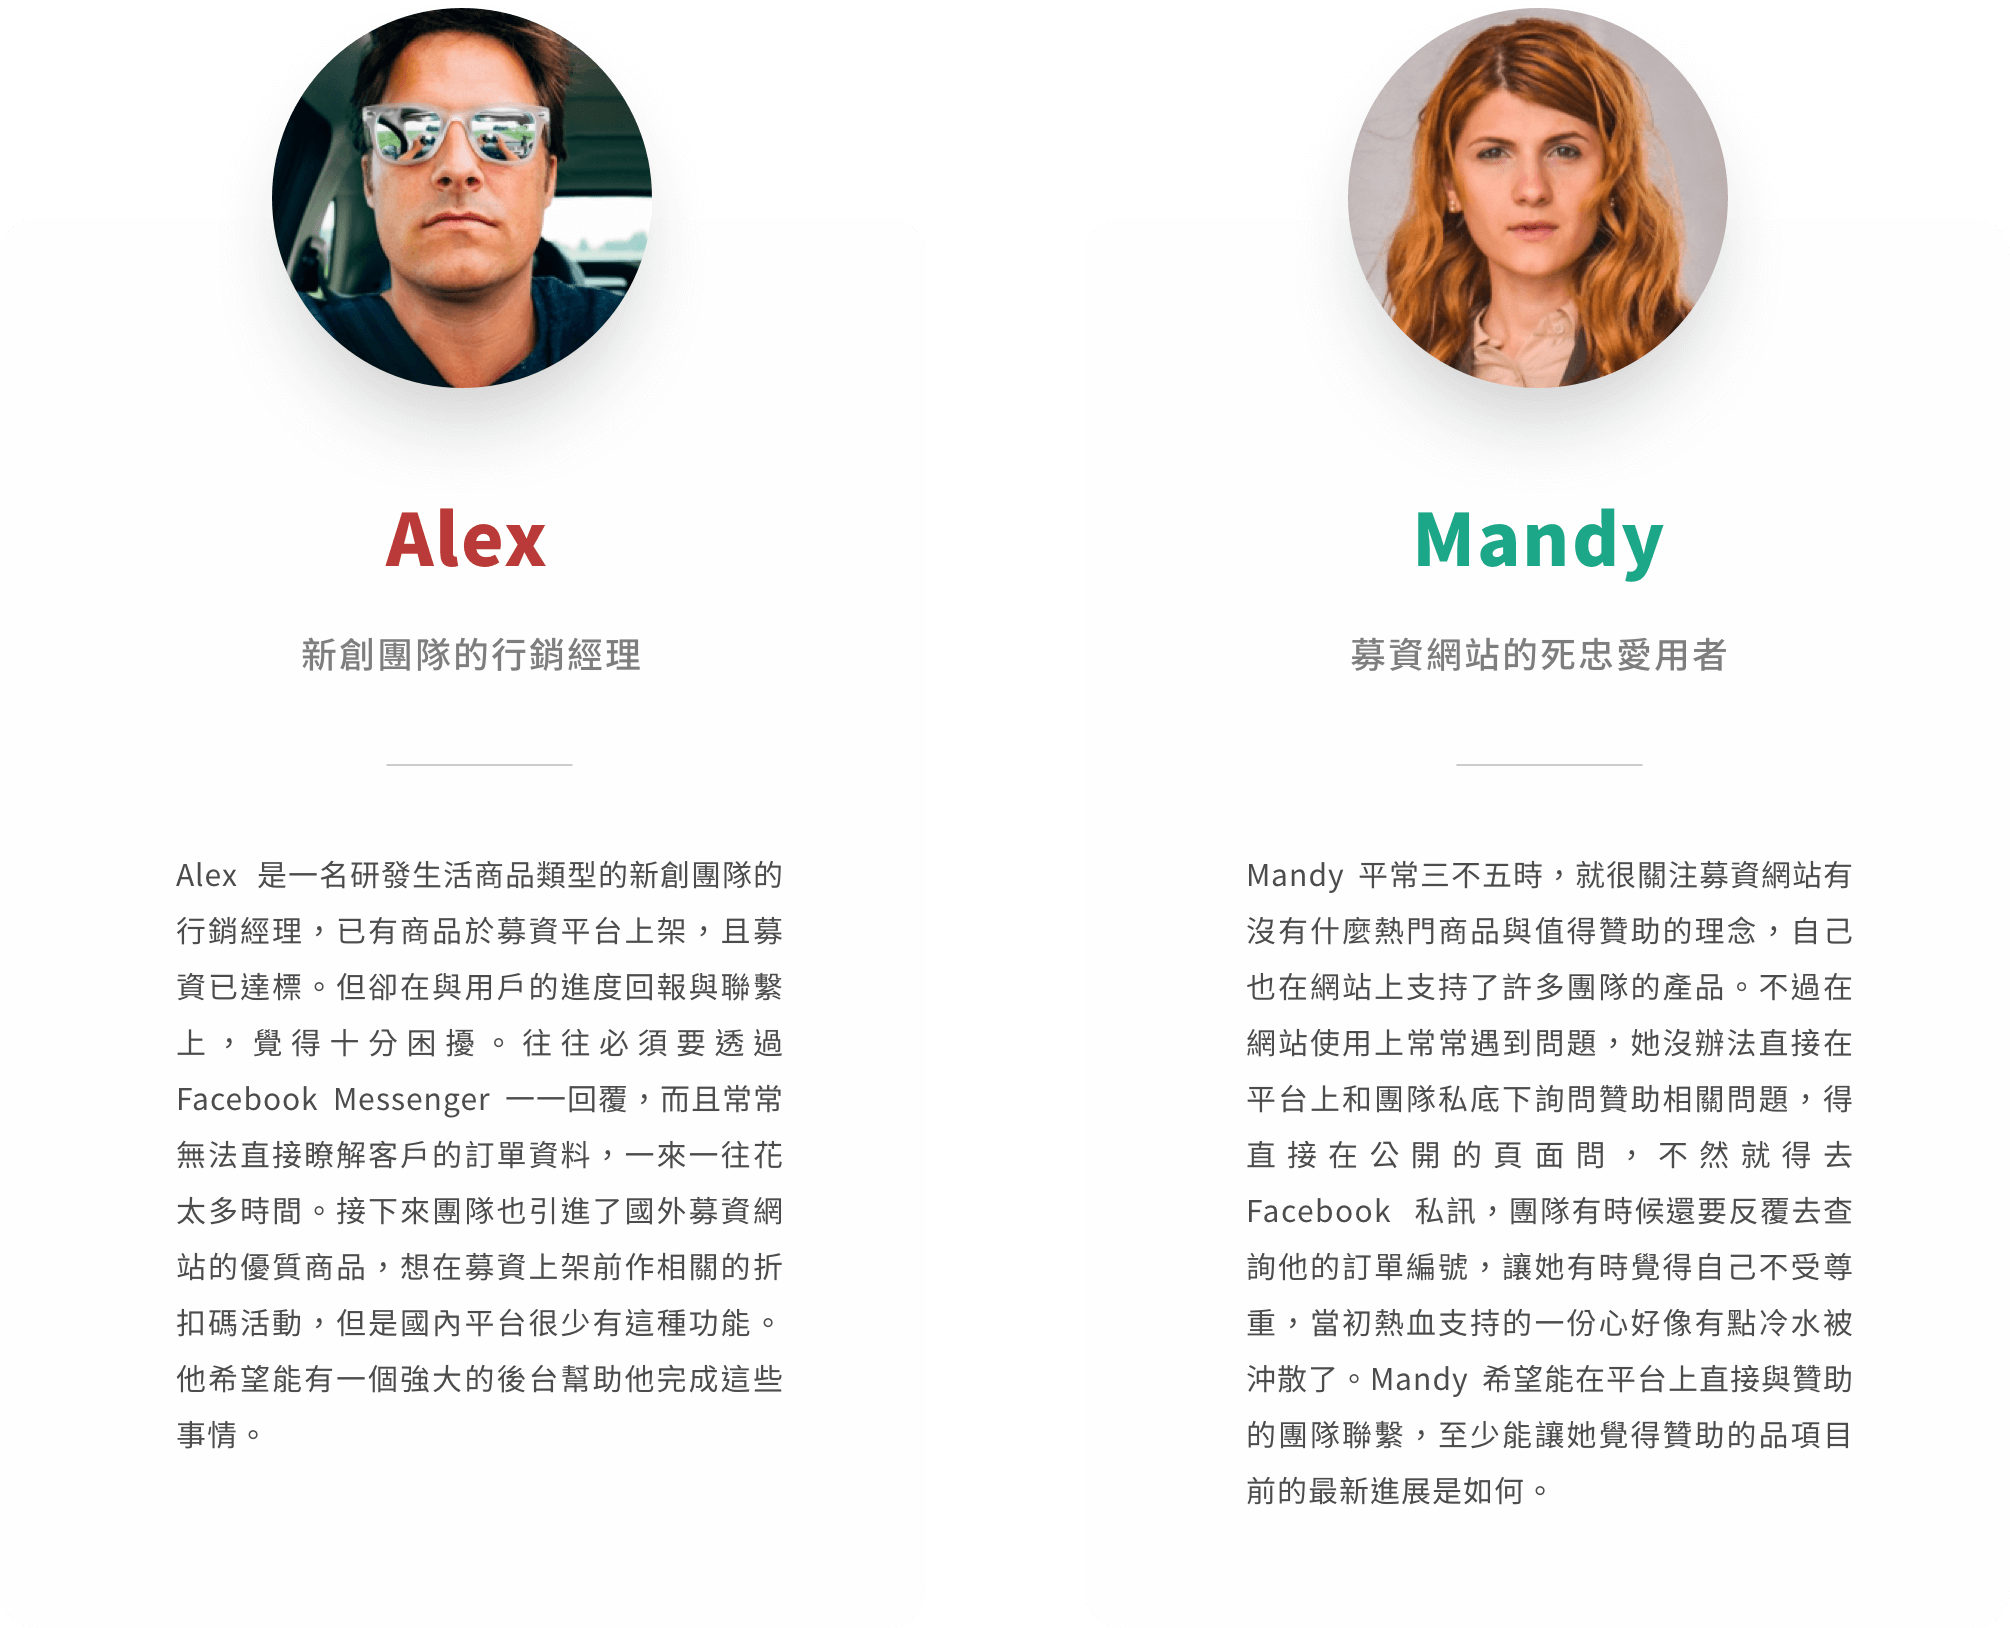 Alex
新創團隊的行銷經理
Alex 是一名研發生活商品類型的新創團隊的
行銷經理，已有商品於募資平台上架，且募
資已達標。但卻在與用戶的進度回報與聯繫
上，覺得十分困擾。往往必須要透過
Facebook Messenger 一一回覆，而且常常
無法直接瞭解客戶的訂單資料，一來一往花
太多時間。接下來團隊也引進了國外募資網
站的優質商品，想在募資上架前作相關的折
扣碼活動，但是國內平台很少有這種功能。
他希望能有一個強大的後台幫助他完成這些
事情。
Mandy
募資網站的死忠愛用者
Mandy 平常三不五時，就很關注募資網站有
沒有什麼熱門商品與值得贊助的理念，自己
也在網站上支持了許多團隊的產品。不過在
網站使用上常常遇到問題，她沒辦法直接在
平台上和團隊私底下詢問贊助相關問題，得
直接在公開的頁面問，不然就得去
Facebook 私訊，團隊有時候還要反覆去查
詢他的訂單編號，讓她有時覺得自己不受尊
重，當初熱血支持的一份心好像有點冷水被
沖散了。Mandy 希望能在平台上直接與贊助
的團隊聯繫，至少能讓她覺得贊助的品項目
前的最新進展是如何。